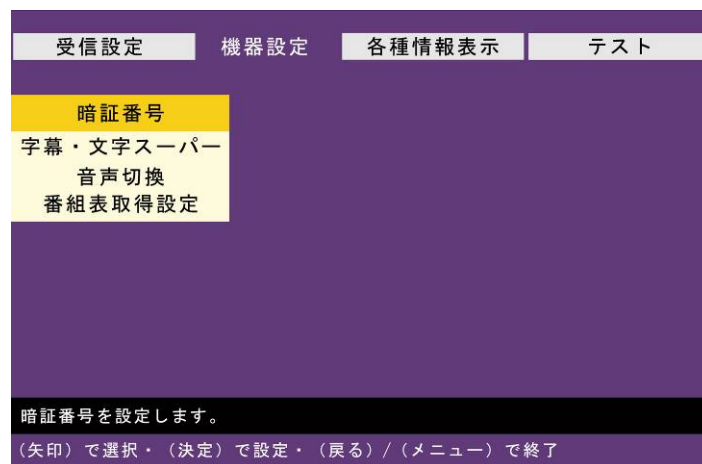 受信設定 機器設定 各種情報表示 テスト
暗証番号
字幕・文字スーパー
音声切換
番組表取得設定
暗証番号を設定します。
(矢印)で選択・(決定)で設定・(戻る)/(メニュー)で終了